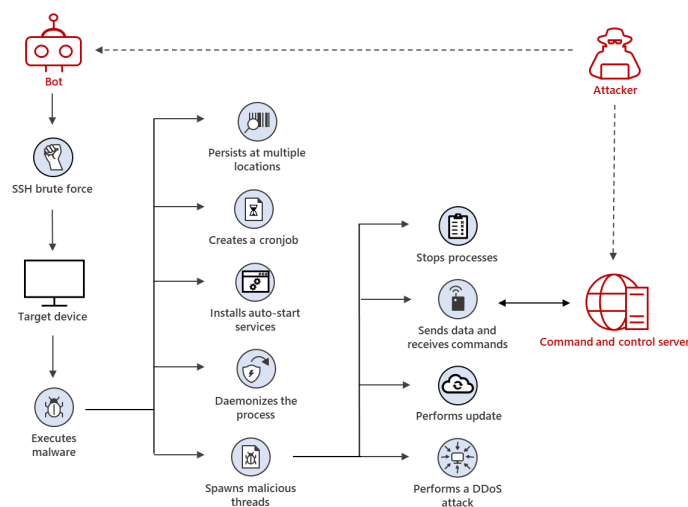 Bot
Attacker
SSH brute force
Target device
Executes
malware
Persists at multiple
locations
Creates a cronjob
Installs auto-start
services
Daemonizes the
process
Spawns malicious
threads
Stops processes
Sends data and
receives commands
Performs update
Performs a DDoS
attack
Command and control server